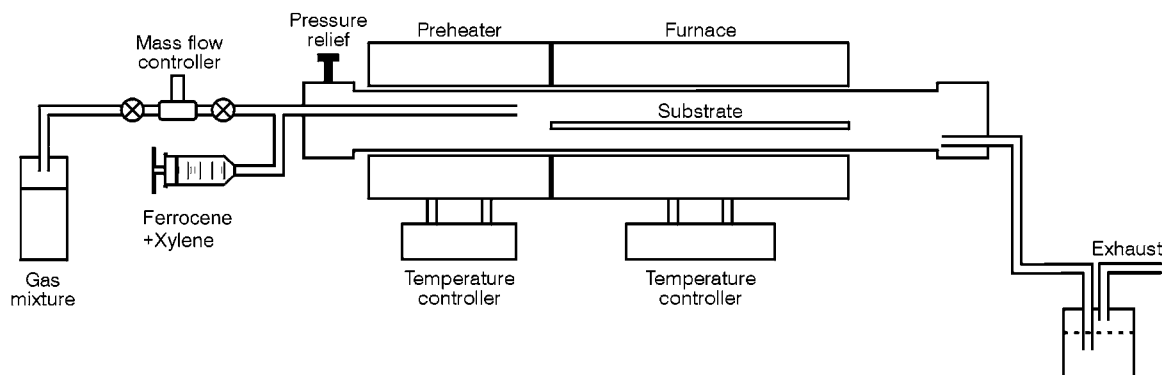 Pressure
relief
Preheater
Furnace
Mass flow
controller
Substrate
Ferrocene
+Xylene
Gas
mixture
Temperature
controller
Temperature
controller
Exhaust